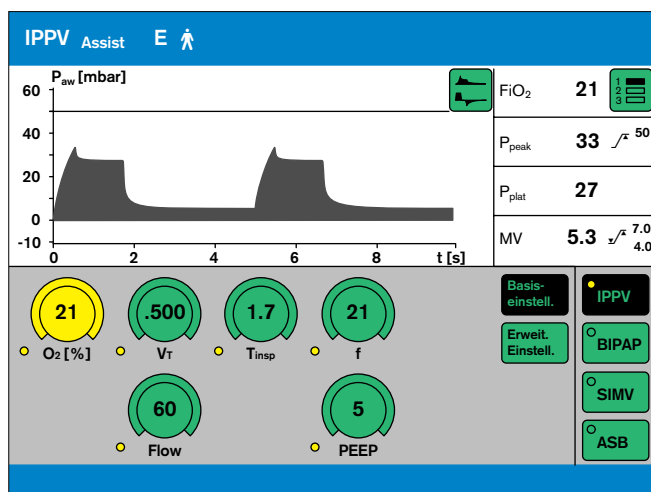 IPPV Assist E
Paw [mbar]
60
40
20
0
-10
0 2 4 6 8 t [s]
FiO2 21
1
2
3
Ppeak 33 50
Pplat 27
MV 5.3 7.0
4.0
21 .500 1.7 21
O2 [%] VT Tinsp f
60 5
Flow PEEP
Basis-
einstell.
Erweit.
Einstell.
IPPV
BIPAP
SIMV
ASB